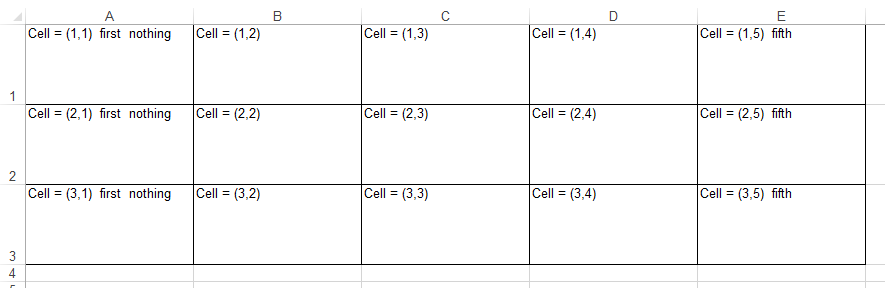 A B C D E
Cell = (1,1) first nothing Cell = (1,2) Cell = (1,3) Cell = (1,4) Cell = (1,5) fifth
1
Cell = (2,1) first nothing Cell = (2,2) Cell = (2,3) Cell = (2,4) Cell = (2,5) fifth
2
Cell = (3,1) first nothing Cell = (3,2) Cell = (3,3) Cell = (3,4) Cell = (3,5) fifth
3
4